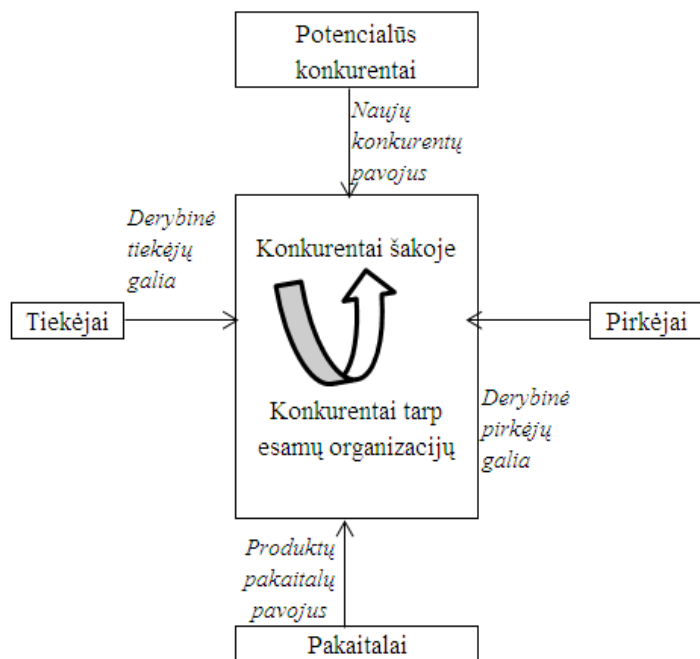 Potencialūs
konkurentai
Naujų
konkurentų
pavojus
Derybinė
tiekėjų
galia
Konkurentai šakoje
Tiekėjai
Pirkėjai
Konkurentai tarp
esamų organizacijų
Derybinė
pirkėjų
galia
Produktų
pakaitalų
pavojus
Pakaitalai